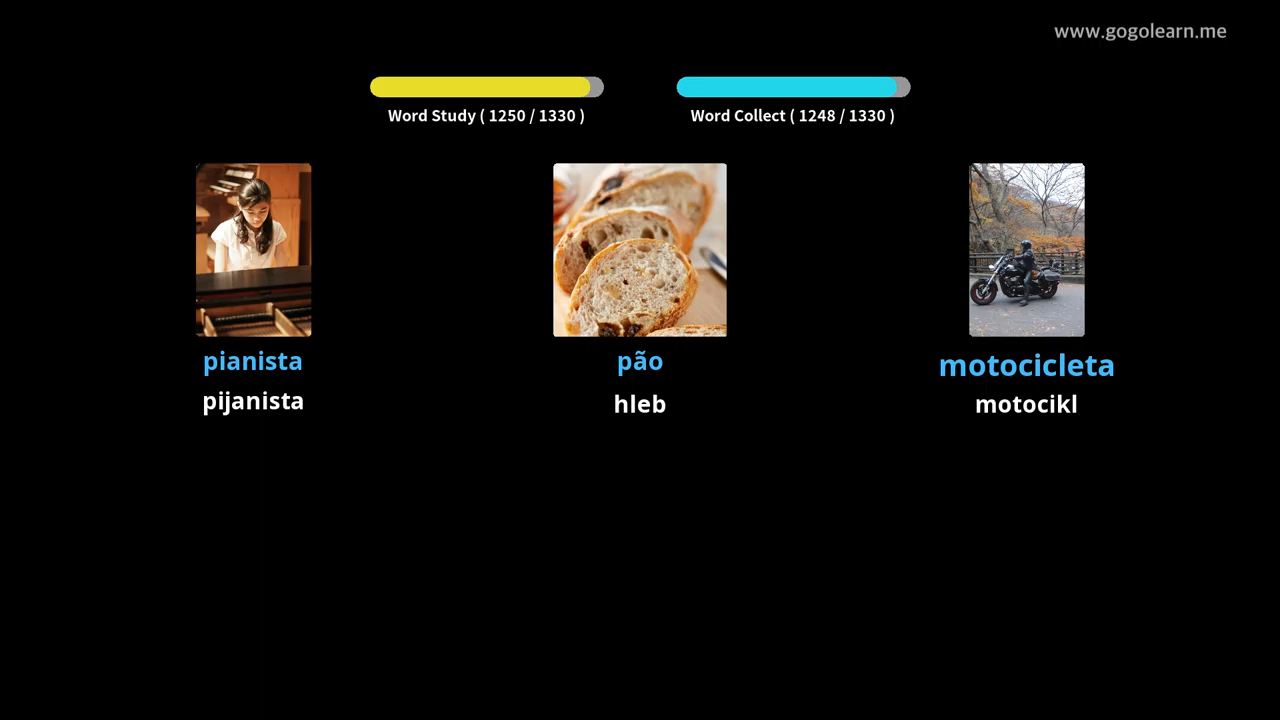 www.gogolearn.me
Word Study ( 1250 / 1330 )
Word Collect ( 1248 / 1330 )
pianista
pão
motocicleta
pijanista
hleb
motocikl